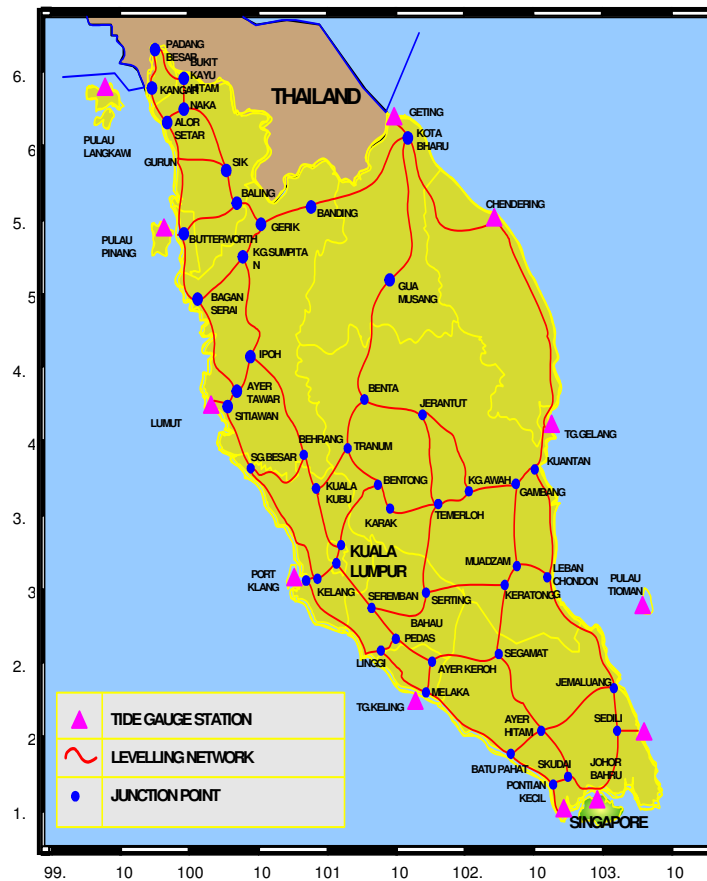 PADANG
BESAR
BUKIT
KAYU
HITAM
6.
KANGAR
NAKA
THAILAND
GETING
PULAU
LANGKAWI
ALOR
SETAR
KOTA
BHARU
6
GURUN
SIK
BALING
CHENDERING
BANDING
5.
GERIK
PULAU
PINANG
BUTTERWORTH
KG.SUMPITA
N
GUA
MUSANG
5
BAGAN
SERAI
IPOH
4.
AYER
TAWAR
BENTA
JERANTUT
LUMUT
SITIAWAN
TG.GELANG
4
BEHRANG
TRANUM
SG.BESAR
KUANTAN
KUALA
KUBU
BENTONG
KG.AWAH
GAMBANG
KARAK
TEMERLOH
3.
KUALA
LUMPUR
MUADZAM
LEBAN
CHONDON
G
PULAU
TIOMAN
PORT
KLANG
KELANG
3
SEREMBAN
SERTING
KERATONG
BAHAU
PEDAS
LINGGI
SEGAMAT
2.
AYER KEROH
JEMALUANG
MELAKA
TG.KELING
TIDE GAUGE STATION
AYER
HITAM
SEDILI
2
LEVELLING NETWORK
BATU PAHAT
SKUDAI
JOHOR
BAHRU
JUNCTION POINT
PONTIAN
KECIL
1.
SINGAPORE
99. 10 100 10 101 10 102. 10 103. 10